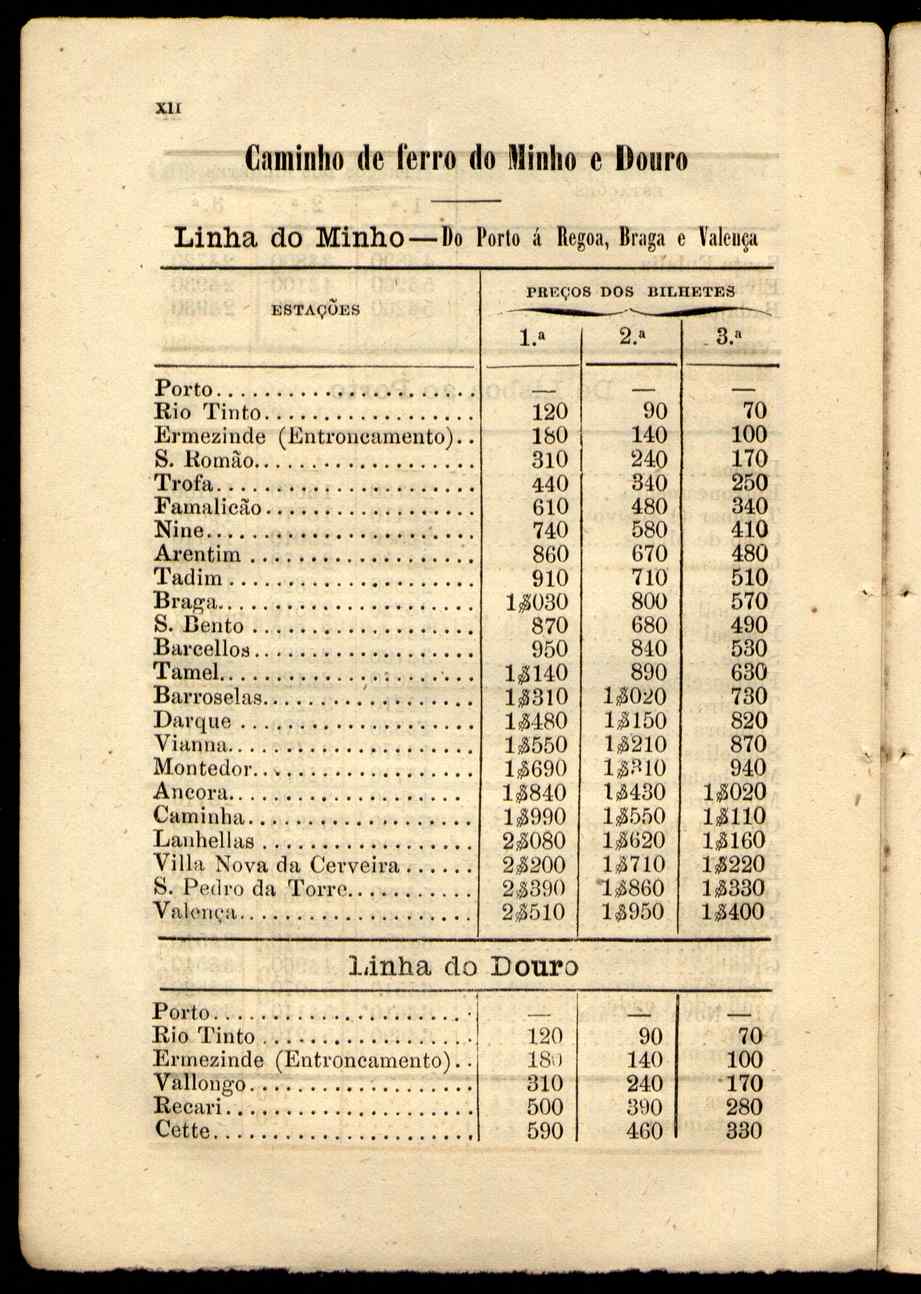 XII
Caminho de ferro do Minho e Douro
Linha do Minho—Do Porto á Regoa, Braga e Valença
ESTAÇÕES PREÇOS DOS BILHETES
1.ª 2.ª 3.ª
Porto — — —
Rio Tinto 120 90 70
Ermezinde (Entroncamento) 180 140 100
S. Romão 310 240 170
Trofa 440 340 250
Famalicão 610 480 340
Nine 740 580 410
Arentim 860 670 480
Tadim 910 710 510
Braga 1$030 800 570
S. Bento 870 680 490
Barcellos 950 840 530
Tamel 1$140 890 630
Barroselas 1$310 1$020 730
Darque 1$480 1$150 820
Vianna 1$550 1$210 870
Montedor 1$690 1$310 940
Ancora 1$840 1$430 1$020
Caminha 1$990 1$550 1$110
Lanhellas 2$080 1$620 1$160
Villa Nova da Cerveira 2$200 1$710 1$220
S. Pedro da Torre 2$390 1$860 1$330
Valença 2$510 1$950 1$400
Linha do Douro
Porto — — —
Rio Tinto 120 90 70
Ermezinde (Entroncamento) 180 140 100
Vallongo 310 240 170
Recari 500 390 280
Cette 590 460 330